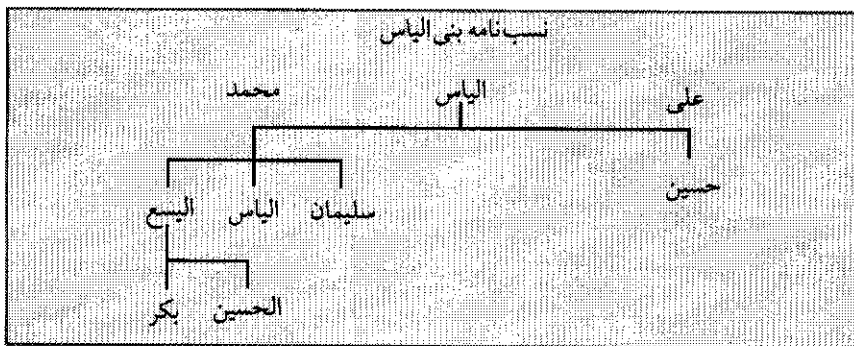 نسب‌نامه بنی الیاس
علی الیاس محمد
حسین
سلیمان الیاس الیسع
الحسین بکر